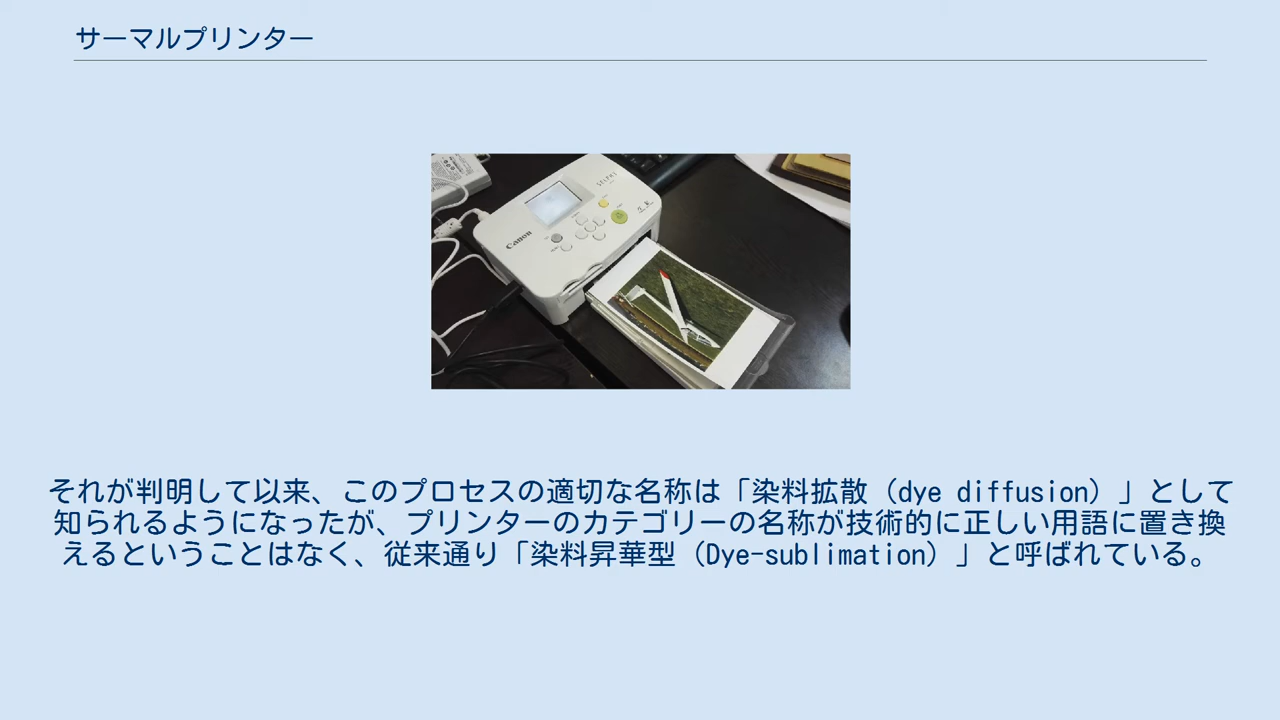 サーマルプリンター
Canon
SELPHY
それが判明して以来、このプロセスの適切な名称は「染料拡散（dye diffusion）」として
知られるようになったが、プリンターのカテゴリーの名称が技術的に正しい用語に置き換
えるということはなく、従来通り「染料昇華型（Dye-sublimation）」と呼ばれている。